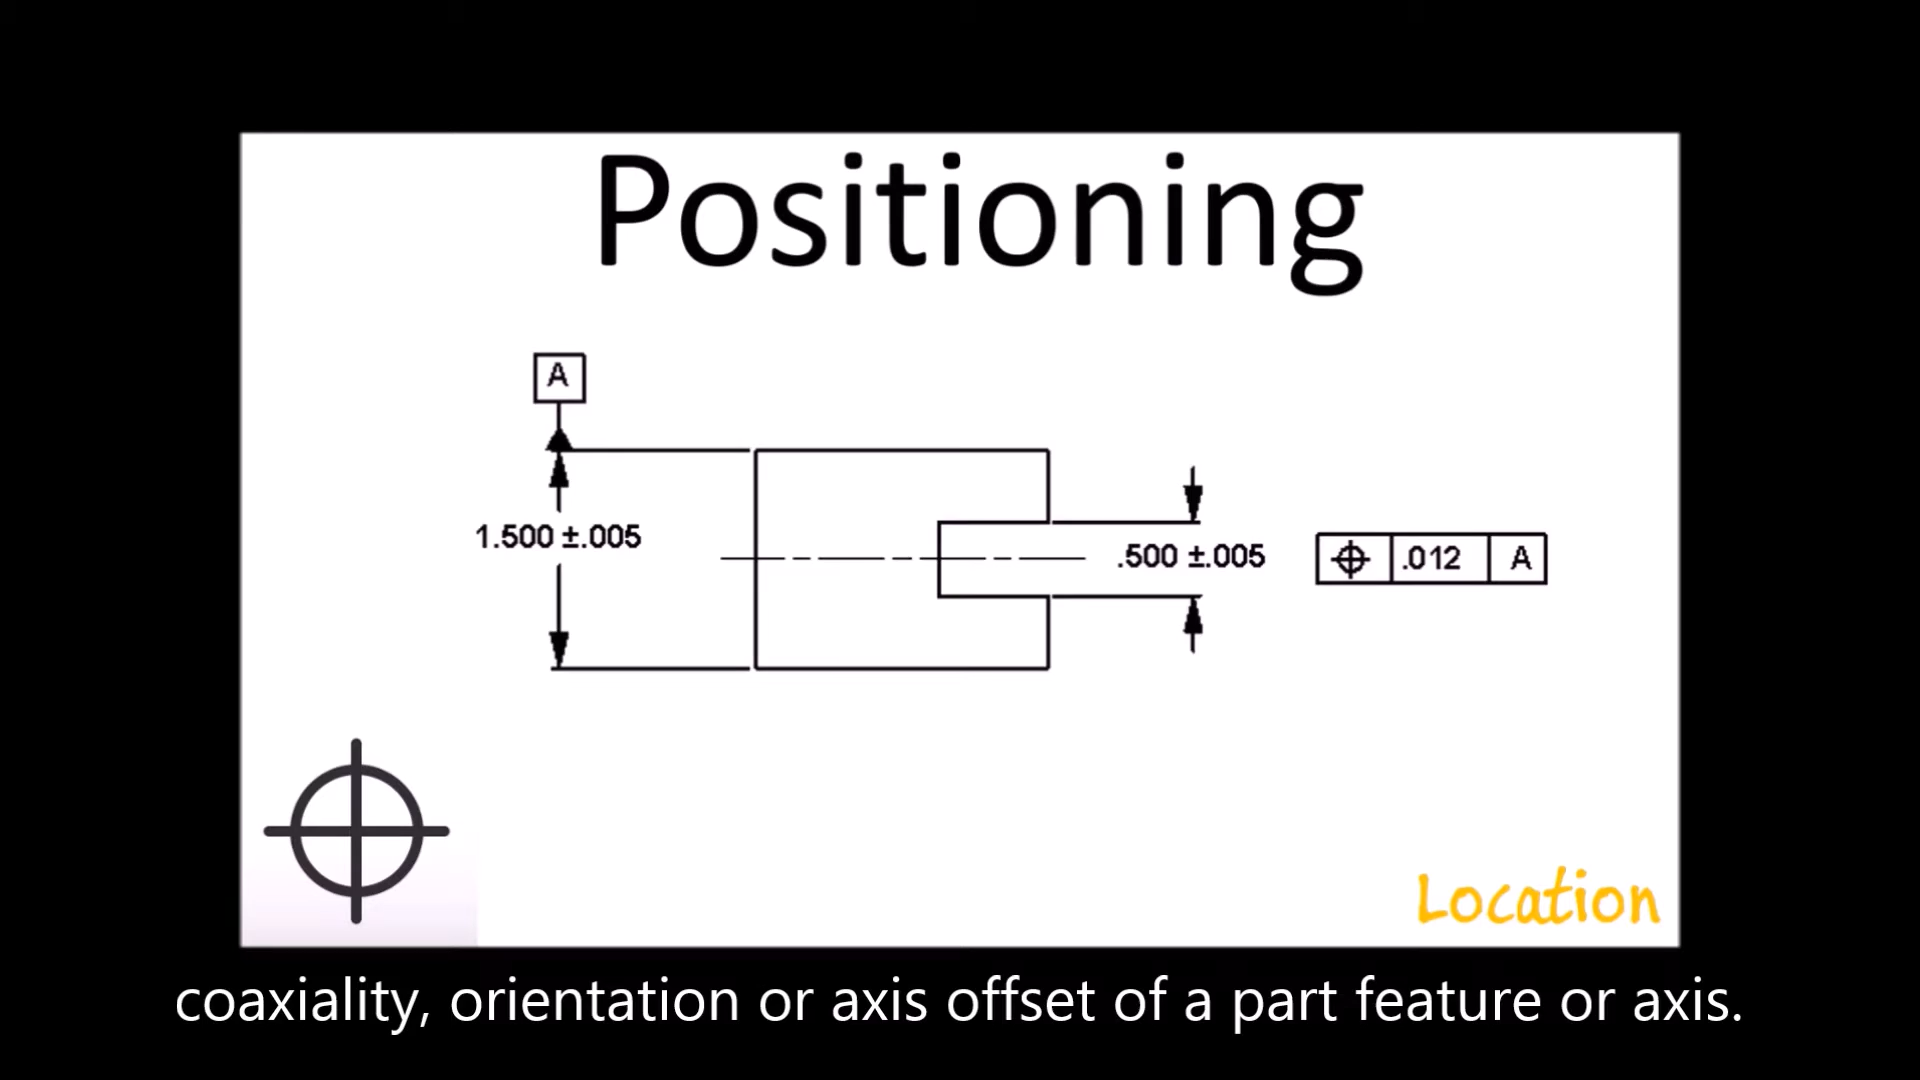 Positioning
A
1.500 ±.005
.500 ±.005
⌖ .012 A
Location
coaxiality, orientation or axis offset of a part feature or axis.